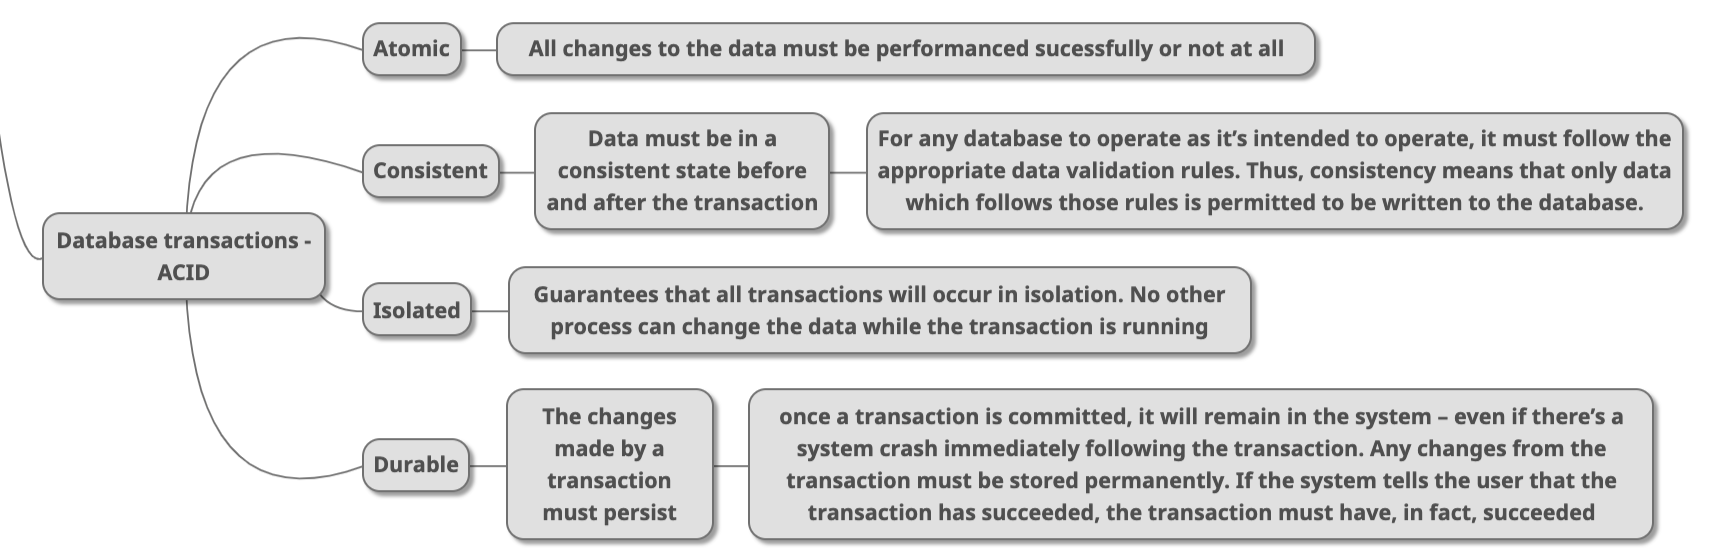 Atomic
All changes to the data must be performanced sucessfully or not at all
Consistent
Data must be in a
consistent state before
and after the transaction
For any database to operate as it’s intended to operate, it must follow the
appropriate data validation rules. Thus, consistency means that only data
which follows those rules is permitted to be written to the database.
Database transactions -
ACID
Isolated
Guarantees that all transactions will occur in isolation. No other
process can change the data while the transaction is running
Durable
The changes
made by a
transaction
must persist
once a transaction is committed, it will remain in the system – even if there’s a
system crash immediately following the transaction. Any changes from the
transaction must be stored permanently. If the system tells the user that the
transaction has succeeded, the transaction must have, in fact, succeeded